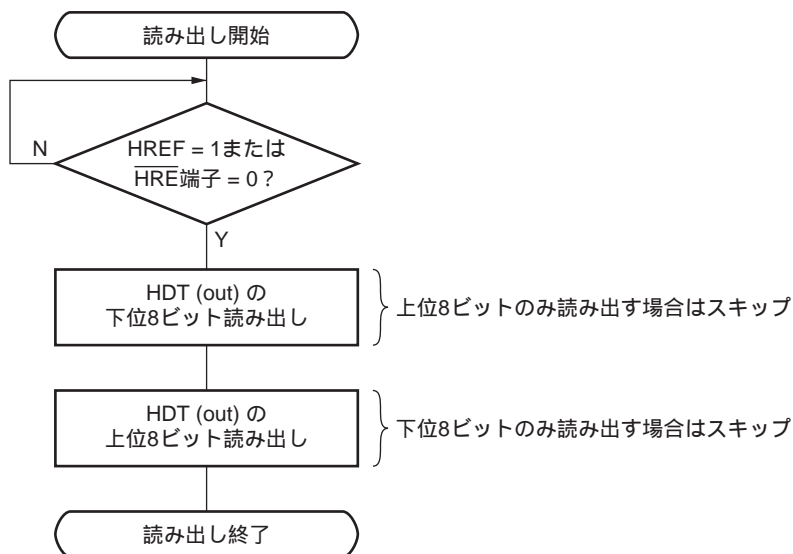 読み出し開始
N
HREF = 1または
HRE端子 = 0？
Y
HDT (out) の
下位8ビット読み出し
上位8ビットのみ読み出す場合はスキップ
HDT (out) の
上位8ビット読み出し
下位8ビットのみ読み出す場合はスキップ
読み出し終了